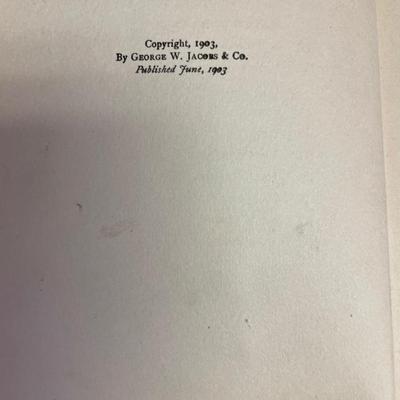 Copyright, 1903,
By George W. Jacobs & Co.
Published June, 1903